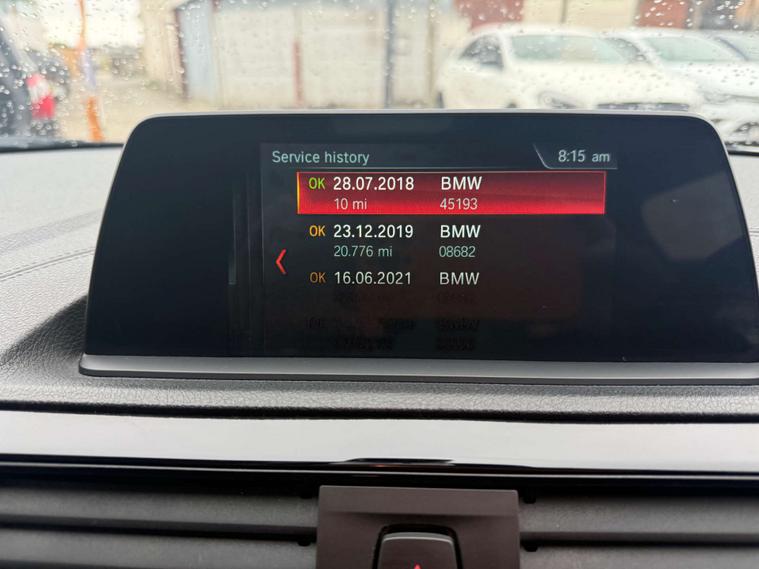 Service history
8:15 am
OK 28.07.2018 BMW
10 mi 45193
OK 23.12.2019 BMW
20.776 mi 08682
OK 16.06.2021 BMW